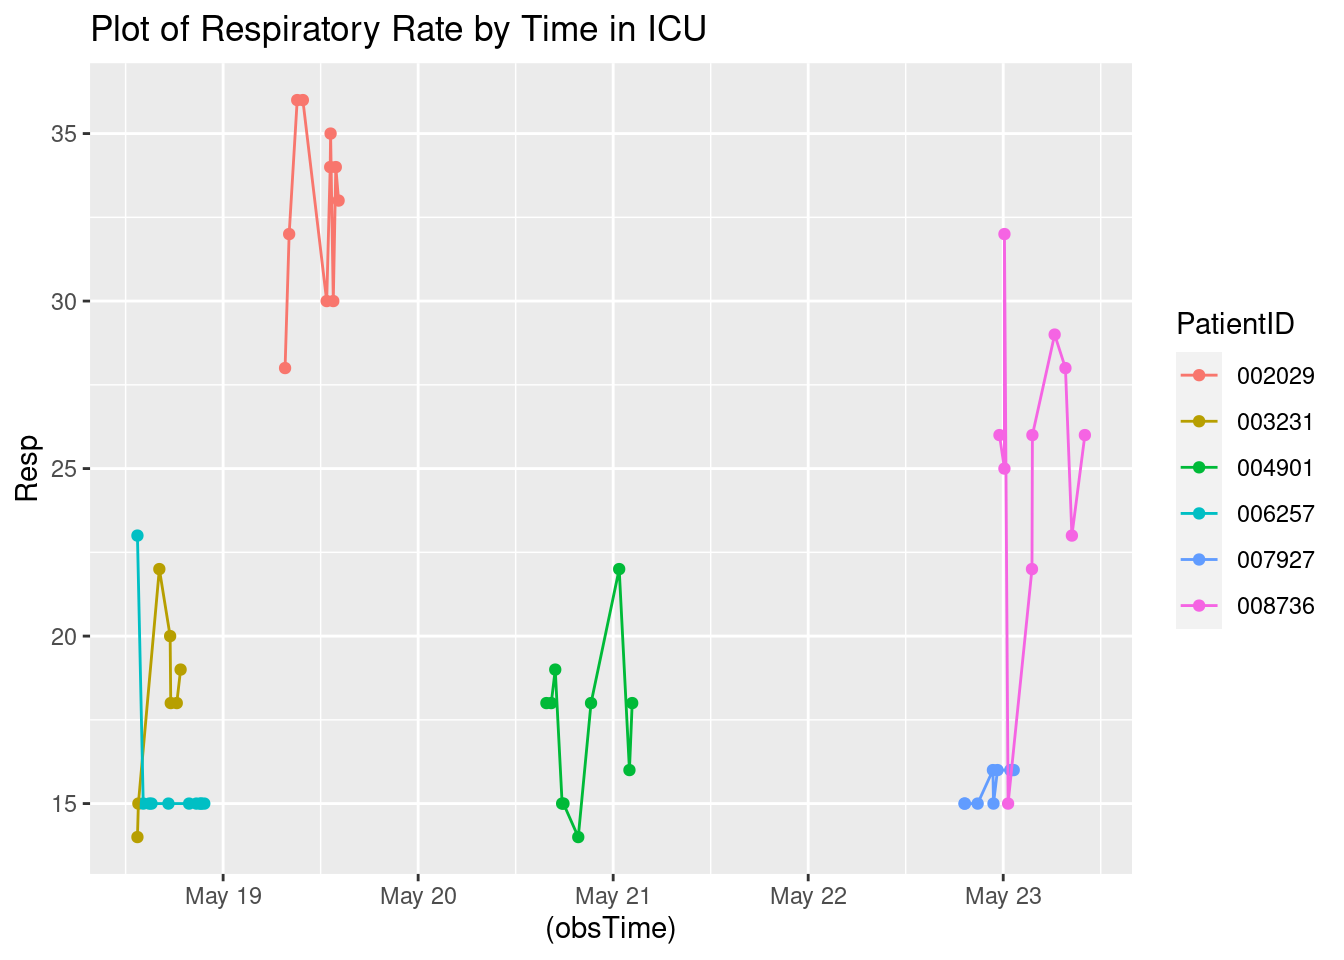 Plot of Respiratory Rate by Time in ICU
Resp
35
30
25
20
15
May 19
May 20
May 21
May 22
May 23
(obsTime)
PatientID
002029
003231
004901
006257
007927
008736